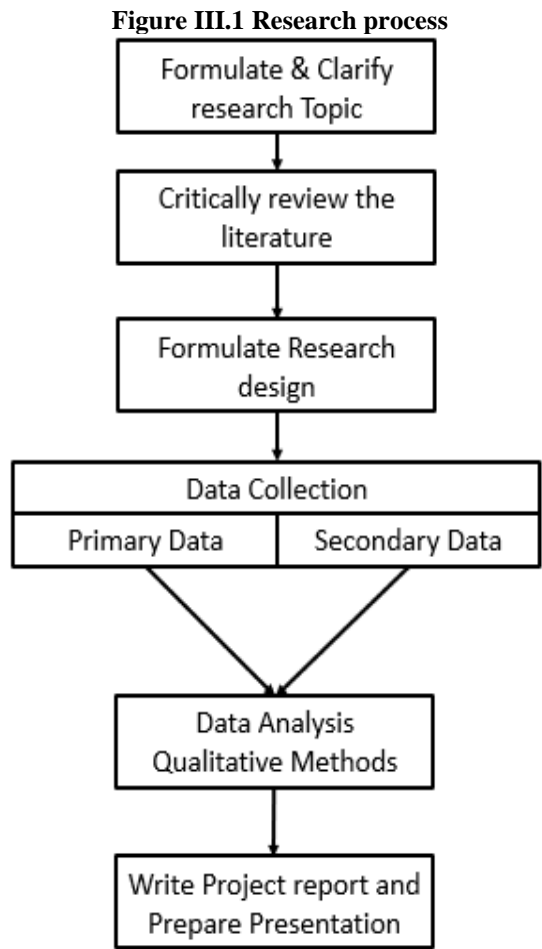 Figure III.1 Research process
Formulate & Clarify
research Topic
Critically review the
literature
Formulate Research
design
Data Collection
Primary Data
Secondary Data
Data Analysis
Qualitative Methods
Write Project report and
Prepare Presentation